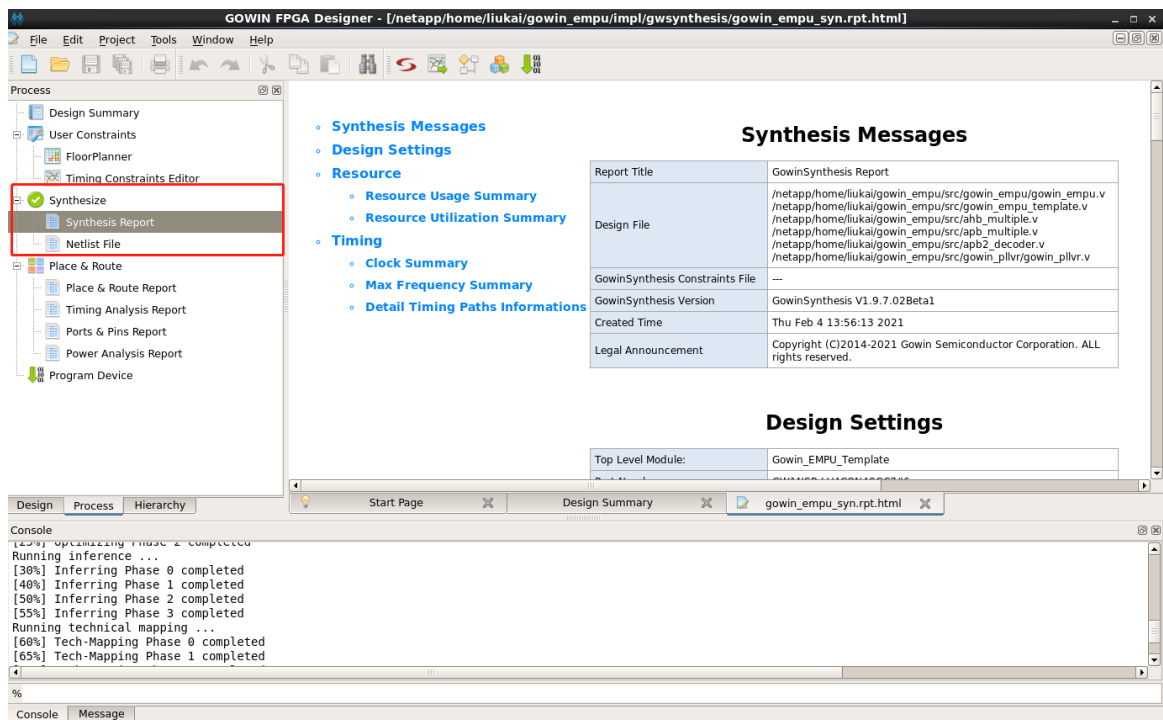 GOWIN FPGA Designer - [/netapp/home/liukai/gowin_empu/impl/gwsynthesis/gowin_empu_syn.rpt.html]
File Edit Project Tools Window Help
Process
Design Summary
User Constraints
FloorPlanner
Timing Constraints Editor
Synthesize
Synthesis Report
Netlist File
Place & Route
Place & Route Report
Timing Analysis Report
Ports & Pins Report
Power Analysis Report
Program Device
Design Process Hierarchy
Synthesis Messages
Design Settings
Resource
Resource Usage Summary
Resource Utilization Summary
Timing
Clock Summary
Max Frequency Summary
Detail Timing Paths Informations
Synthesis Messages
Report Title GowinSynthesis Report
Design File
/netapp/home/liukai/gowin_empu/src/gowin_empu/gowin_empu.v
/netapp/home/liukai/gowin_empu/src/gowin_empu_template.v
/netapp/home/liukai/gowin_empu/src/ahb_multiple.v
/netapp/home/liukai/gowin_empu/src/apb_multiple.v
/netapp/home/liukai/gowin_empu/src/apb2_decoder.v
/netapp/home/liukai/gowin_empu/src/gowin_pllvr/gowin_pllvr.v
GowinSynthesis Constraints File ---
GowinSynthesis Version GowinSynthesis V1.9.7.02Beta1
Created Time Thu Feb 4 13:56:13 2021
Legal Announcement Copyright (C)2014-2021 Gowin Semiconductor Corporation. ALL
rights reserved.
Design Settings
Top Level Module: Gowin_EMPU_Template
Start Page Design Summary gowin_empu_syn.rpt.html
Console
[25%] Optimizing Phase 2 completed
Running inference ...
[30%] Inferring Phase 0 completed
[40%] Inferring Phase 1 completed
[50%] Inferring Phase 2 completed
[55%] Inferring Phase 3 completed
Running technical mapping ...
[60%] Tech-Mapping Phase 0 completed
[65%] Tech-Mapping Phase 1 completed
%
Console Message